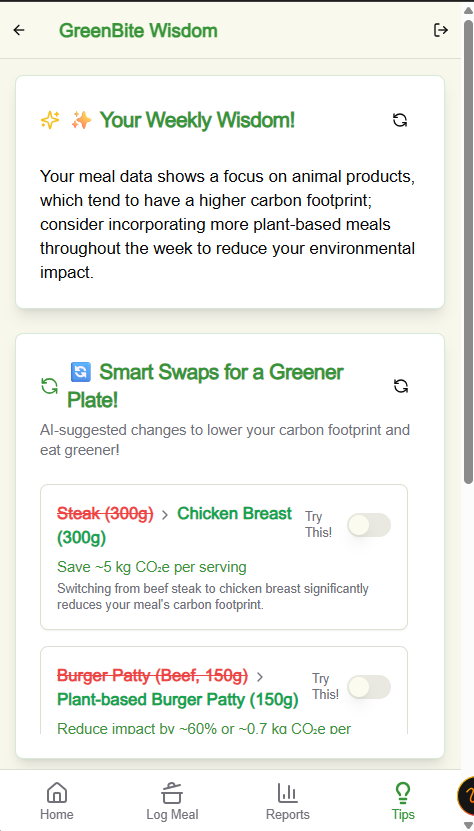 GreenBite Wisdom
✨ Your Weekly Wisdom!
Your meal data shows a focus on animal products,
which tend to have a higher carbon footprint;
consider incorporating more plant-based meals
throughout the week to reduce your environmental
impact.
🔄 Smart Swaps for a Greener
Plate!
AI-suggested changes to lower your carbon footprint and
eat greener!
Steak (300g) > Chicken Breast
(300g)
Try
This!
Save ~5 kg CO₂e per serving
Switching from beef steak to chicken breast significantly
reduces your meal's carbon footprint.
Burger Patty (Beef, 150g) >
Plant-based Burger Patty (150g)
Try
This!
Reduce impact by ~60% or ~0.7 kg CO₂e per
Home
Log Meal
Reports
Tips